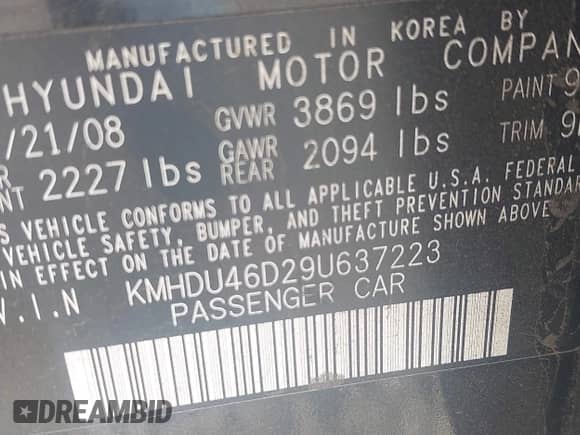 MANUFACTURED IN KOREA BY
HYUNDAI MOTOR COMPAN
/21/08 GVWR 3869 lbs PAINT 9
NT 2227 lbs GAWR REAR 2094 lbs TRIM 9
S VEHICLE CONFORMS TO ALL APPLICABLE U.S.A. FEDERAL
VEHICLE SAFETY, BUMPER, AND THEFT PREVENTION STANDAR
IN EFFECT ON THE DATE OF MANUFACTURE SHOWN ABOVE
V.I.N KMHDU46D29U637223
PASSENGER CAR
DREAMBID